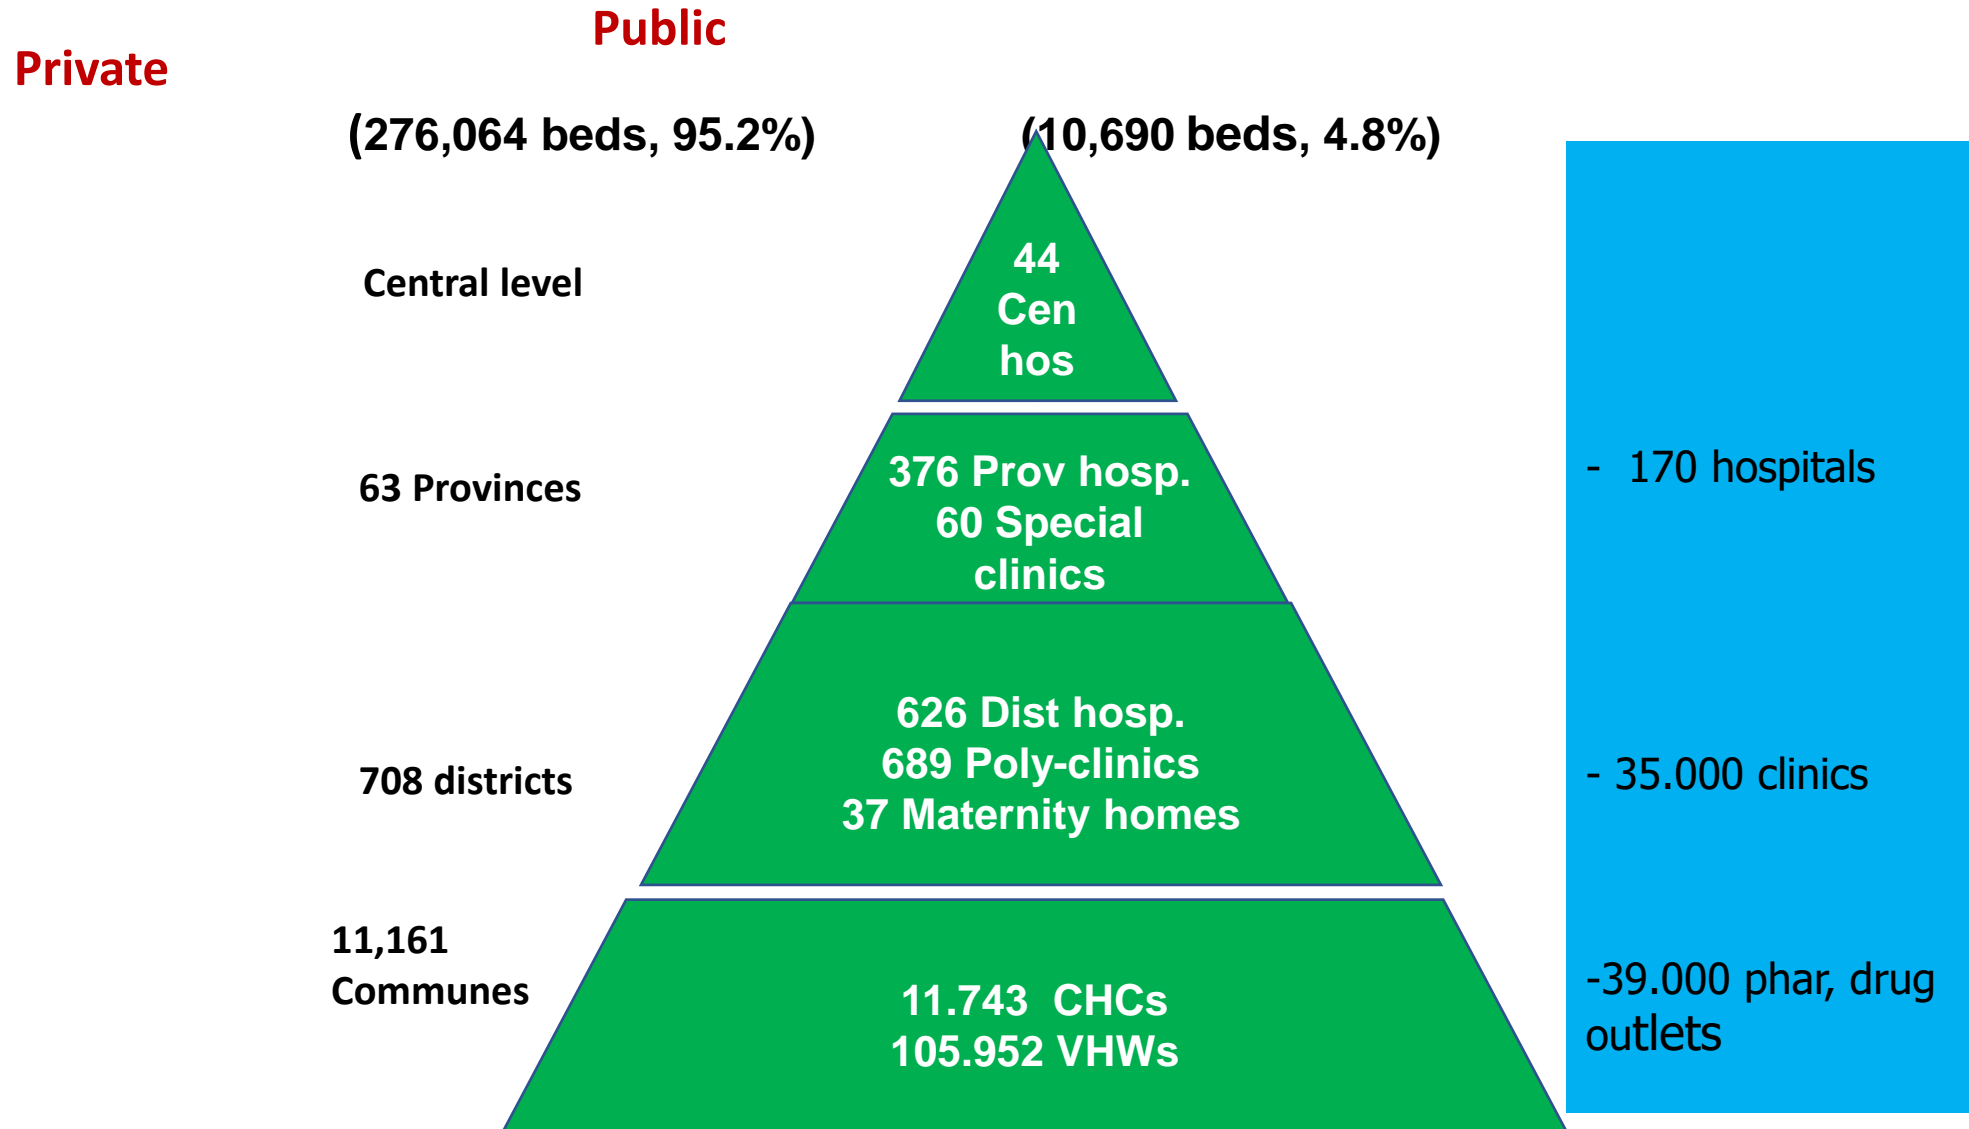 Public
Private
(276,064 beds, 95.2%) (10,690 beds, 4.8%)
Central level
44
Cen
hos
63 Provinces
376 Prov hosp.
60 Special
clinics
- 170 hospitals
708 districts
626 Dist hosp.
689 Poly-clinics
37 Maternity homes
- 35.000 clinics
11,161
Communes
11.743 CHCs
105.952 VHWs
-39.000 phar, drug
outlets